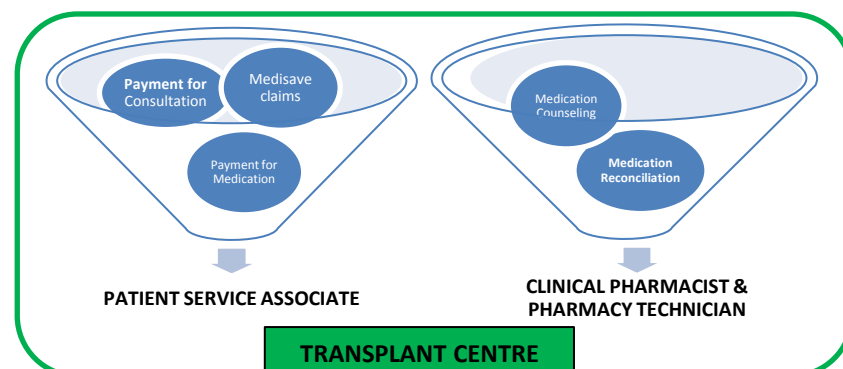 Payment for
Consultation
Medisave
claims
Payment for
Medication
Medication
Counseling
Medication
Reconciliation
PATIENT SERVICE ASSOCIATE
CLINICAL PHARMACIST &
PHARMACY TECHNICIAN
TRANSPLANT CENTRE